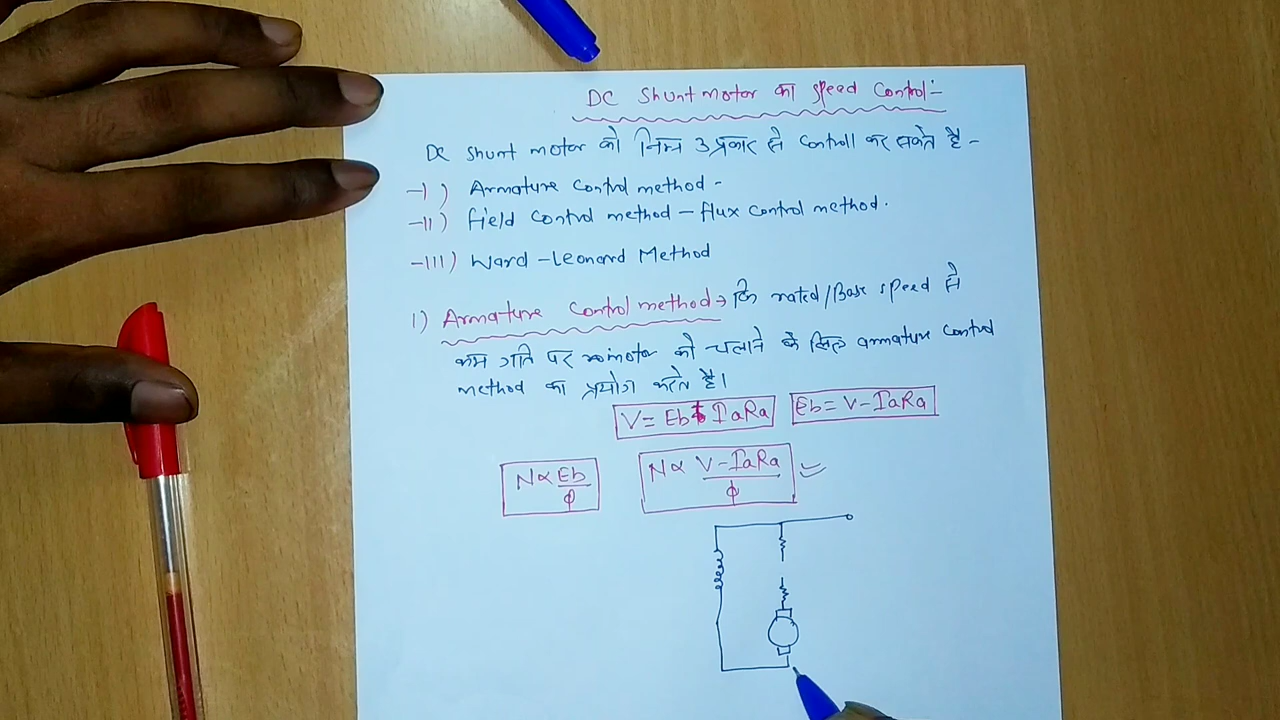 DC Shunt motor का speed Control:-
DC shunt motor को निम्न 3 प्रकार से Controll कर सकते है -
-I) Armature Control method -
-II) field Control method - flux Control method.
-III) Ward-Leonard Method
1) Armature Control method → rated/Base speed से
कम गति पर motor को चलाने के लिए armature Control
method का प्रयोग करते है।
V = Eb + IaRa Eb = V - IaRa
N ∝ Eb/φ N ∝ V - IaRa/φ